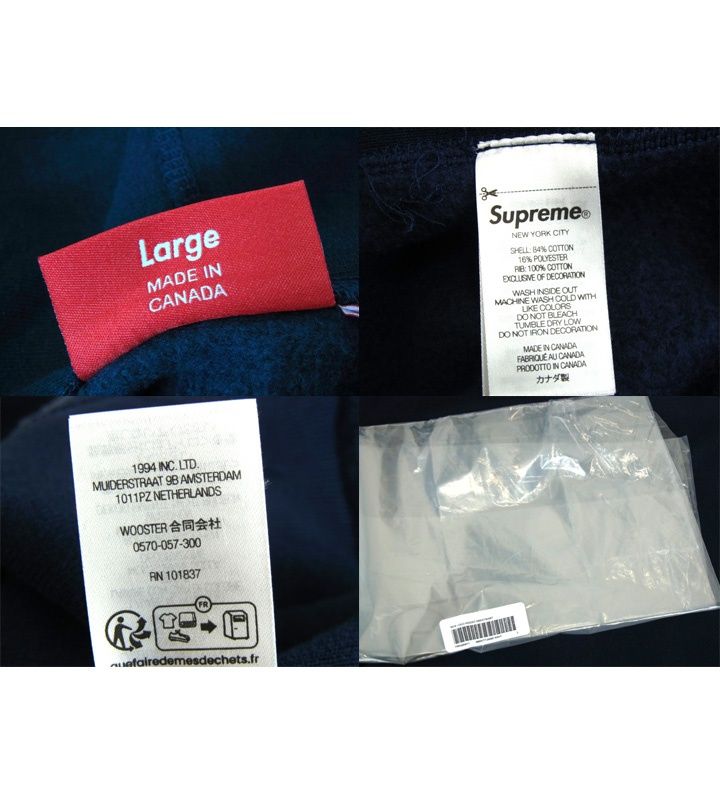 Large
MADE IN
CANADA
Supreme®
NEW YORK CITY
SHELL: 84% COTTON
16% POLYESTER
RIB: 100% COTTON
EXCLUSIVE OF DECORATION
WASH INSIDE OUT
MACHINE WASH COLD WITH
LIKE COLORS
DO NOT BLEACH
TUMBLE DRY LOW
DO NOT IRON DECORATION
MADE IN CANADA
FABRIQUÉ AU CANADA
PRODOTTO IN CANADA
カナダ製
1994 INC. LTD.
MUIDERSTRAAT 9B AMSTERDAM
1011PZ NETHERLANDS
WOOSTER 合同会社
0570-057-300
RN 101837
FR
quefairedemesdechets.fr